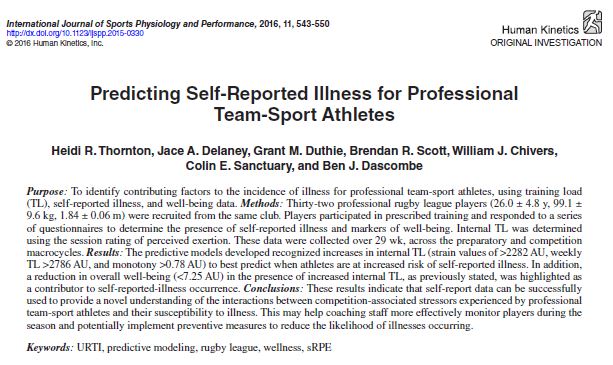 International Journal of Sports Physiology and Performance, 2016, 11, 543-550
http://dx.doi.org/10.1123/ijspp.2015-0330
© 2016 Human Kinetics, Inc.
Human Kinetics
ORIGINAL INVESTIGATION
Predicting Self-Reported Illness for Professional
Team-Sport Athletes
Heidi R. Thornton, Jace A. Delaney, Grant M. Duthie, Brendan R. Scott, William J. Chivers,
Colin E. Sanctuary, and Ben J. Dascombe
Purpose: To identify contributing factors to the incidence of illness for professional team-sport athletes, using training load
(TL), self-reported illness, and well-being data. Methods: Thirty-two professional rugby league players (26.0 ± 4.8 y, 99.1 ±
9.6 kg, 1.84 ± 0.06 m) were recruited from the same club. Players participated in prescribed training and responded to a series
of questionnaires to determine the presence of self-reported illness and markers of well-being. Internal TL was determined
using the session rating of perceived exertion. These data were collected over 29 wk, across the preparatory and competition
macrocycles. Results: The predictive models developed recognized increases in internal TL (strain values of >2282 AU, weekly
TL >2786 AU, and monotony >0.78 AU) to best predict when athletes are at increased risk of self-reported illness. In addition,
a reduction in overall well-being (<7.25 AU) in the presence of increased internal TL, as previously stated, was highlighted as
a contributor to self-reported-illness occurrence. Conclusions: These results indicate that self-report data can be successfully
used to provide a novel understanding of the interactions between competition-associated stressors experienced by professional
team-sport athletes and their susceptibility to illness. This may help coaching staff more effectively monitor players during the
season and potentially implement preventive measures to reduce the likelihood of illnesses occurring.
Keywords: URTI, predictive modeling, rugby league, wellness, sRPE